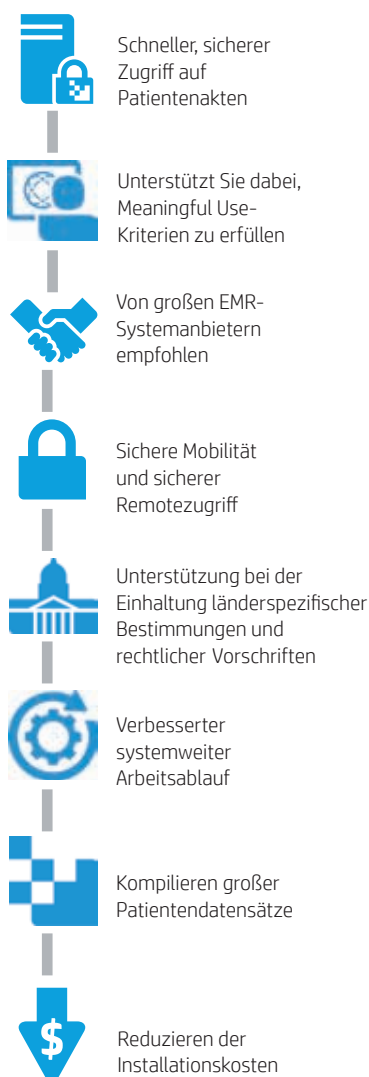 Schneller, sicherer
Zugriff auf
Patientenakten
Unterstützt Sie dabei,
Meaningful Use-
Kriterien zu erfüllen
Von großen EMR-
Systemanbietern
empfohlen
Sichere Mobilität
und sicherer
Remotezugriff
Unterstützung bei der
Einhaltung länderspezifischer
Bestimmungen und
rechtlicher Vorschriften
Verbesserter
systemweiter
Arbeitsablauf
Kompilieren großer
Patientendatensätze
$
Reduzieren der
Installationskosten